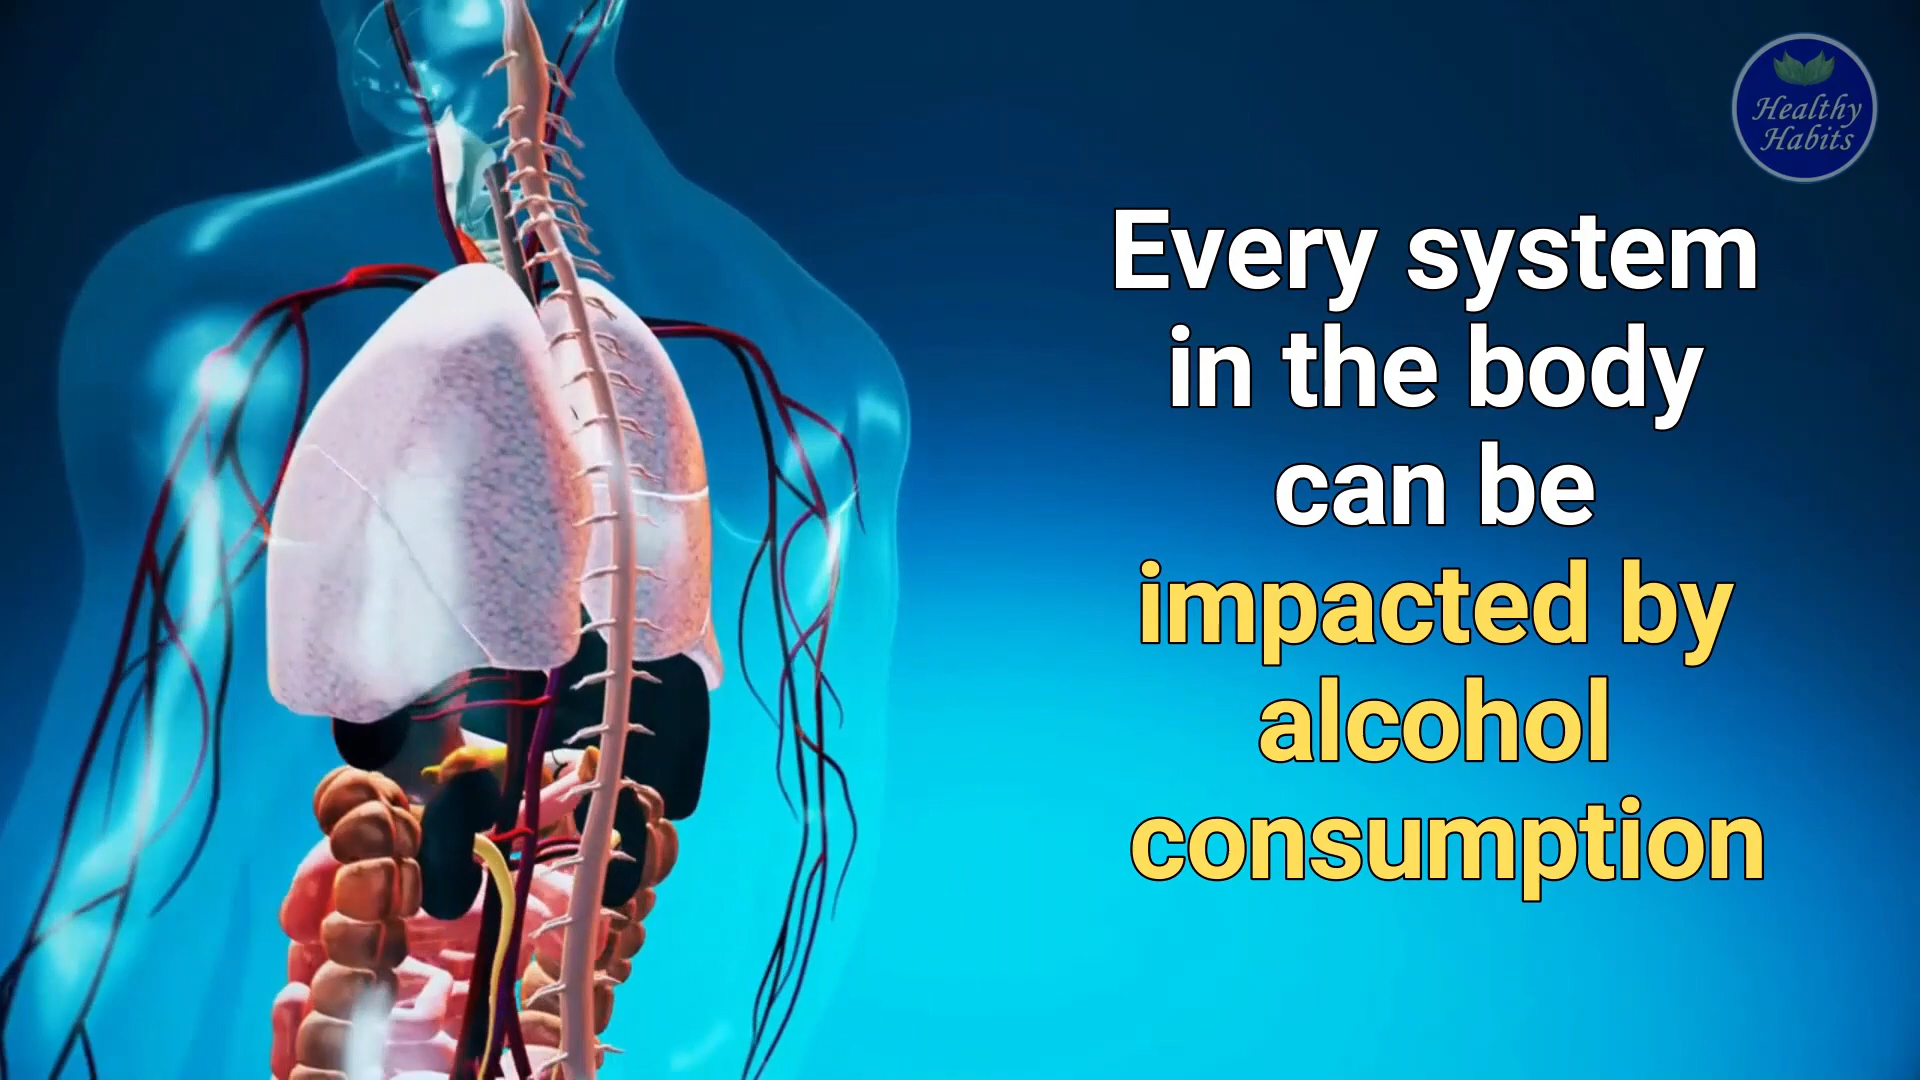 Healthy
Habits
Every system
in the body
can be
impacted by
alcohol
consumption